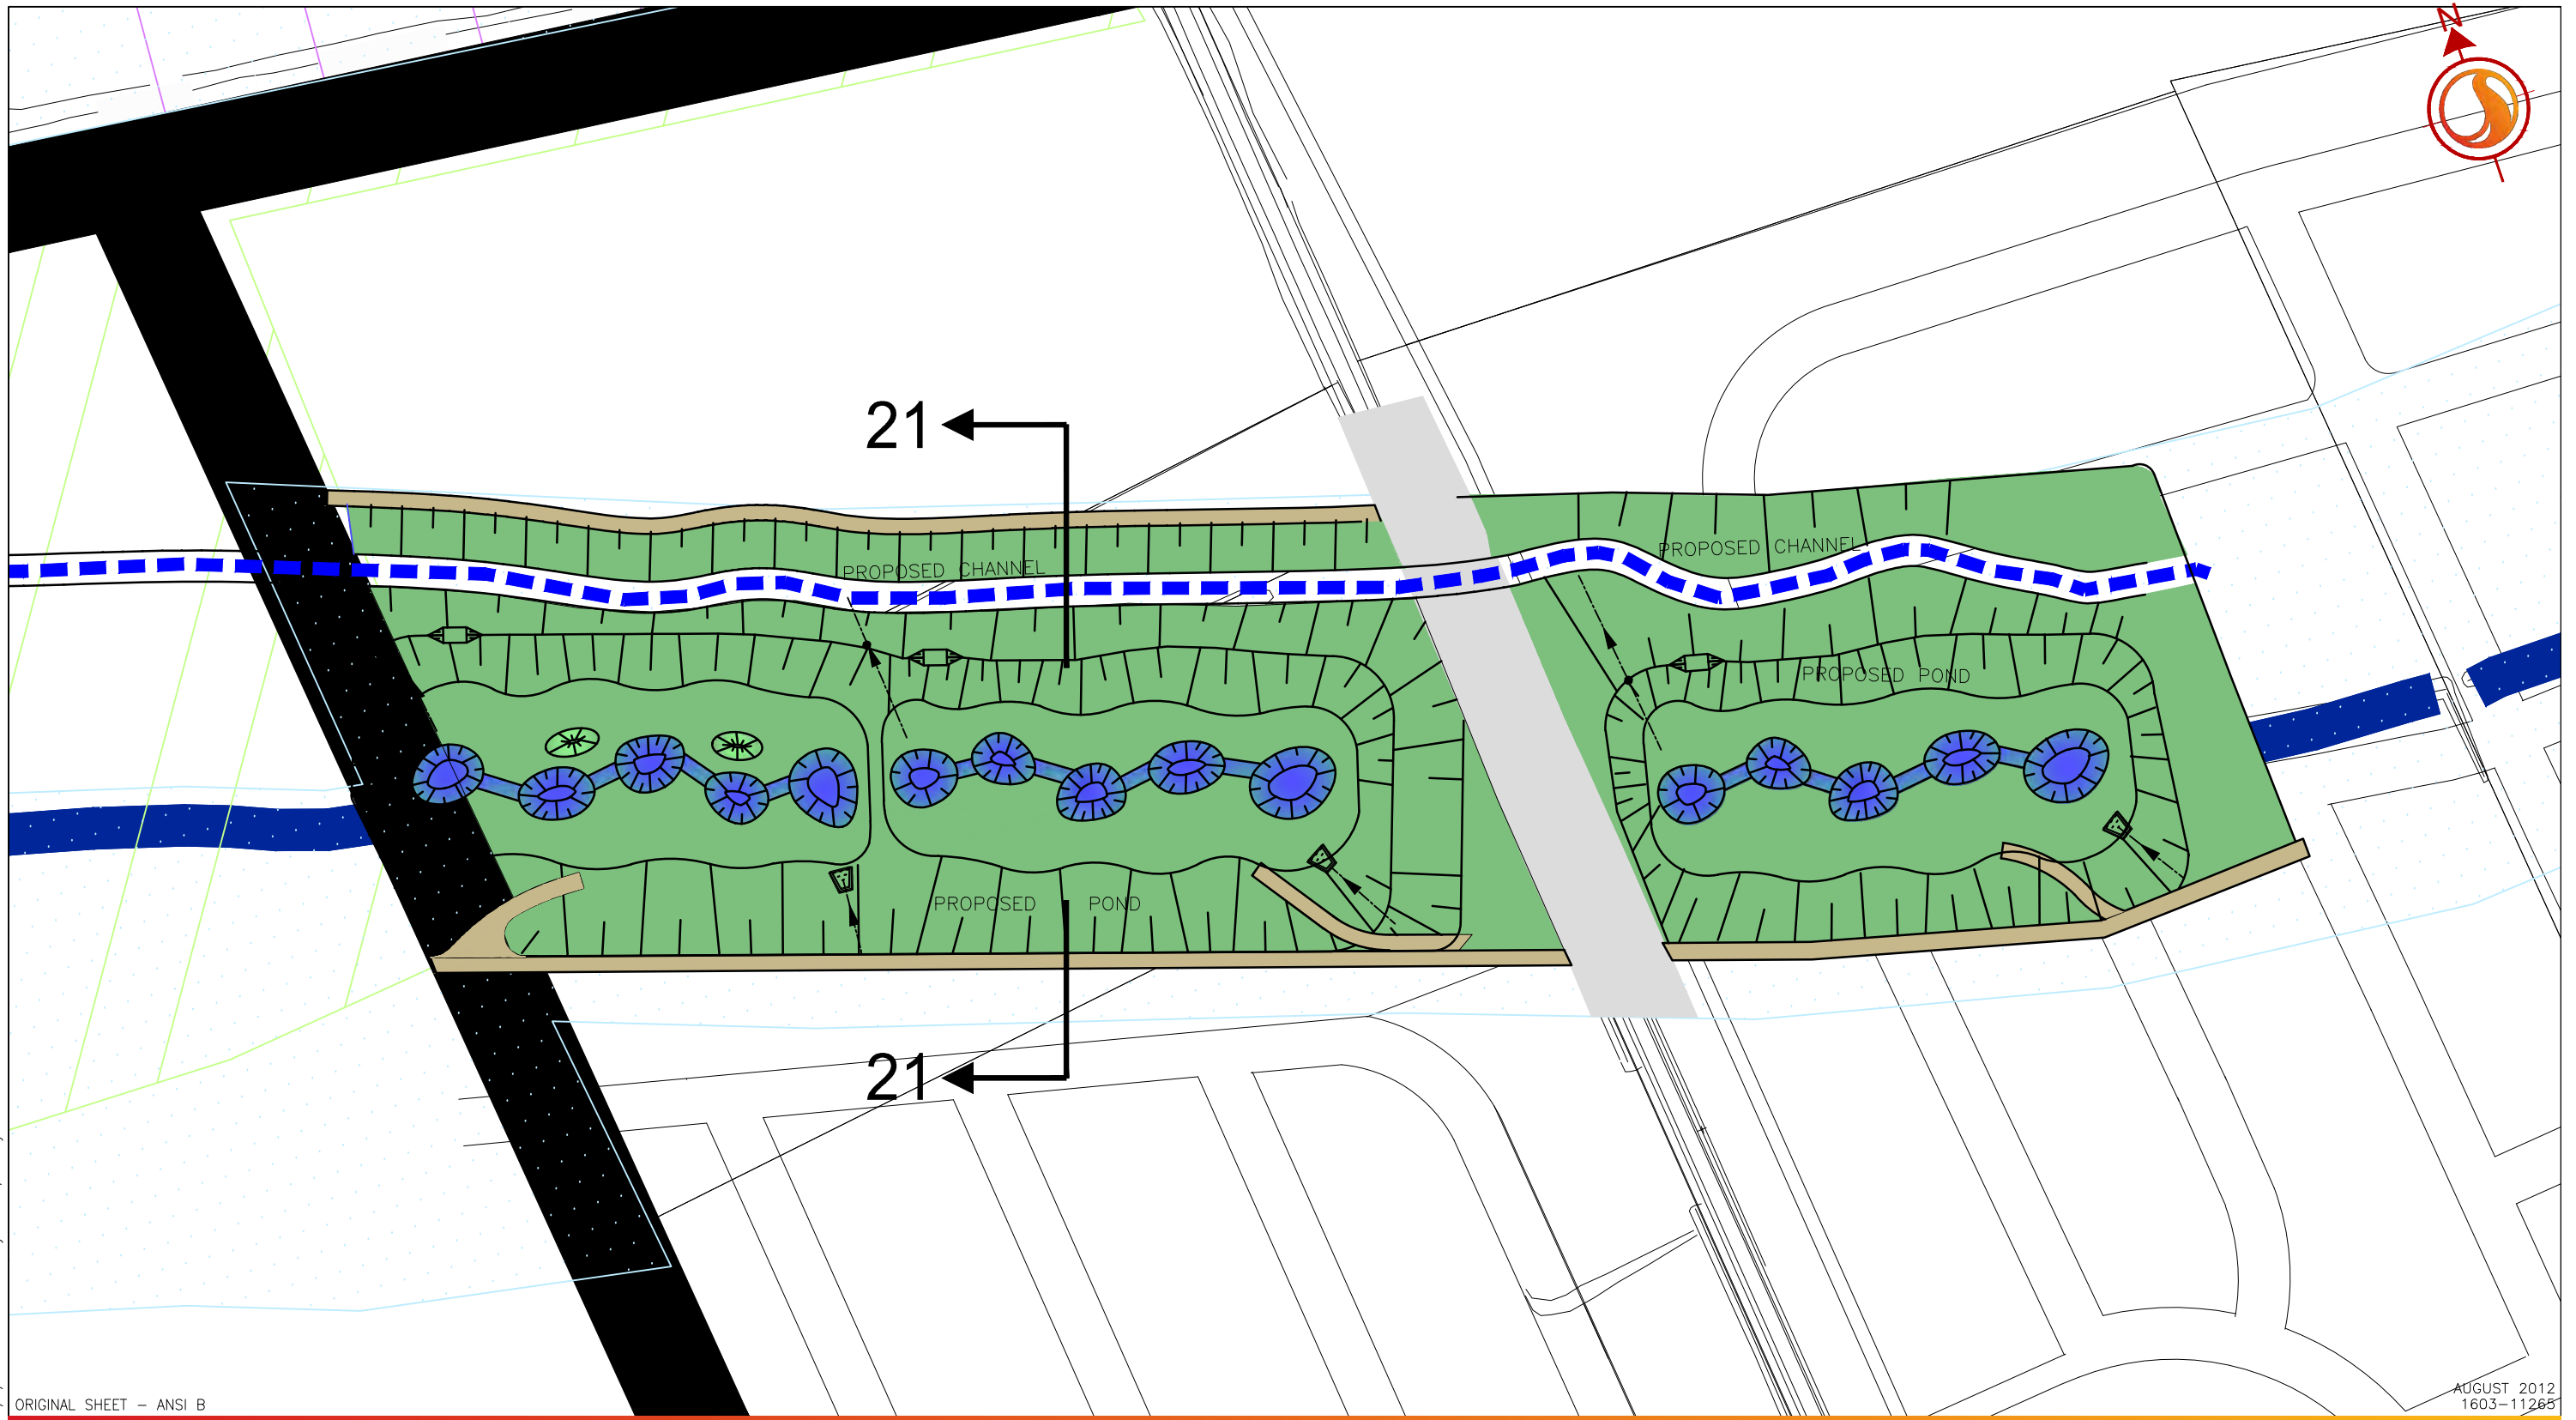 N
21
PROPOSED CHANNEL
PROPOSED CHANNEL
PROPOSED POND
PROPOSED POND
21
ORIGINAL SHEET - ANSI B
AUGUST 2012
1603-11265